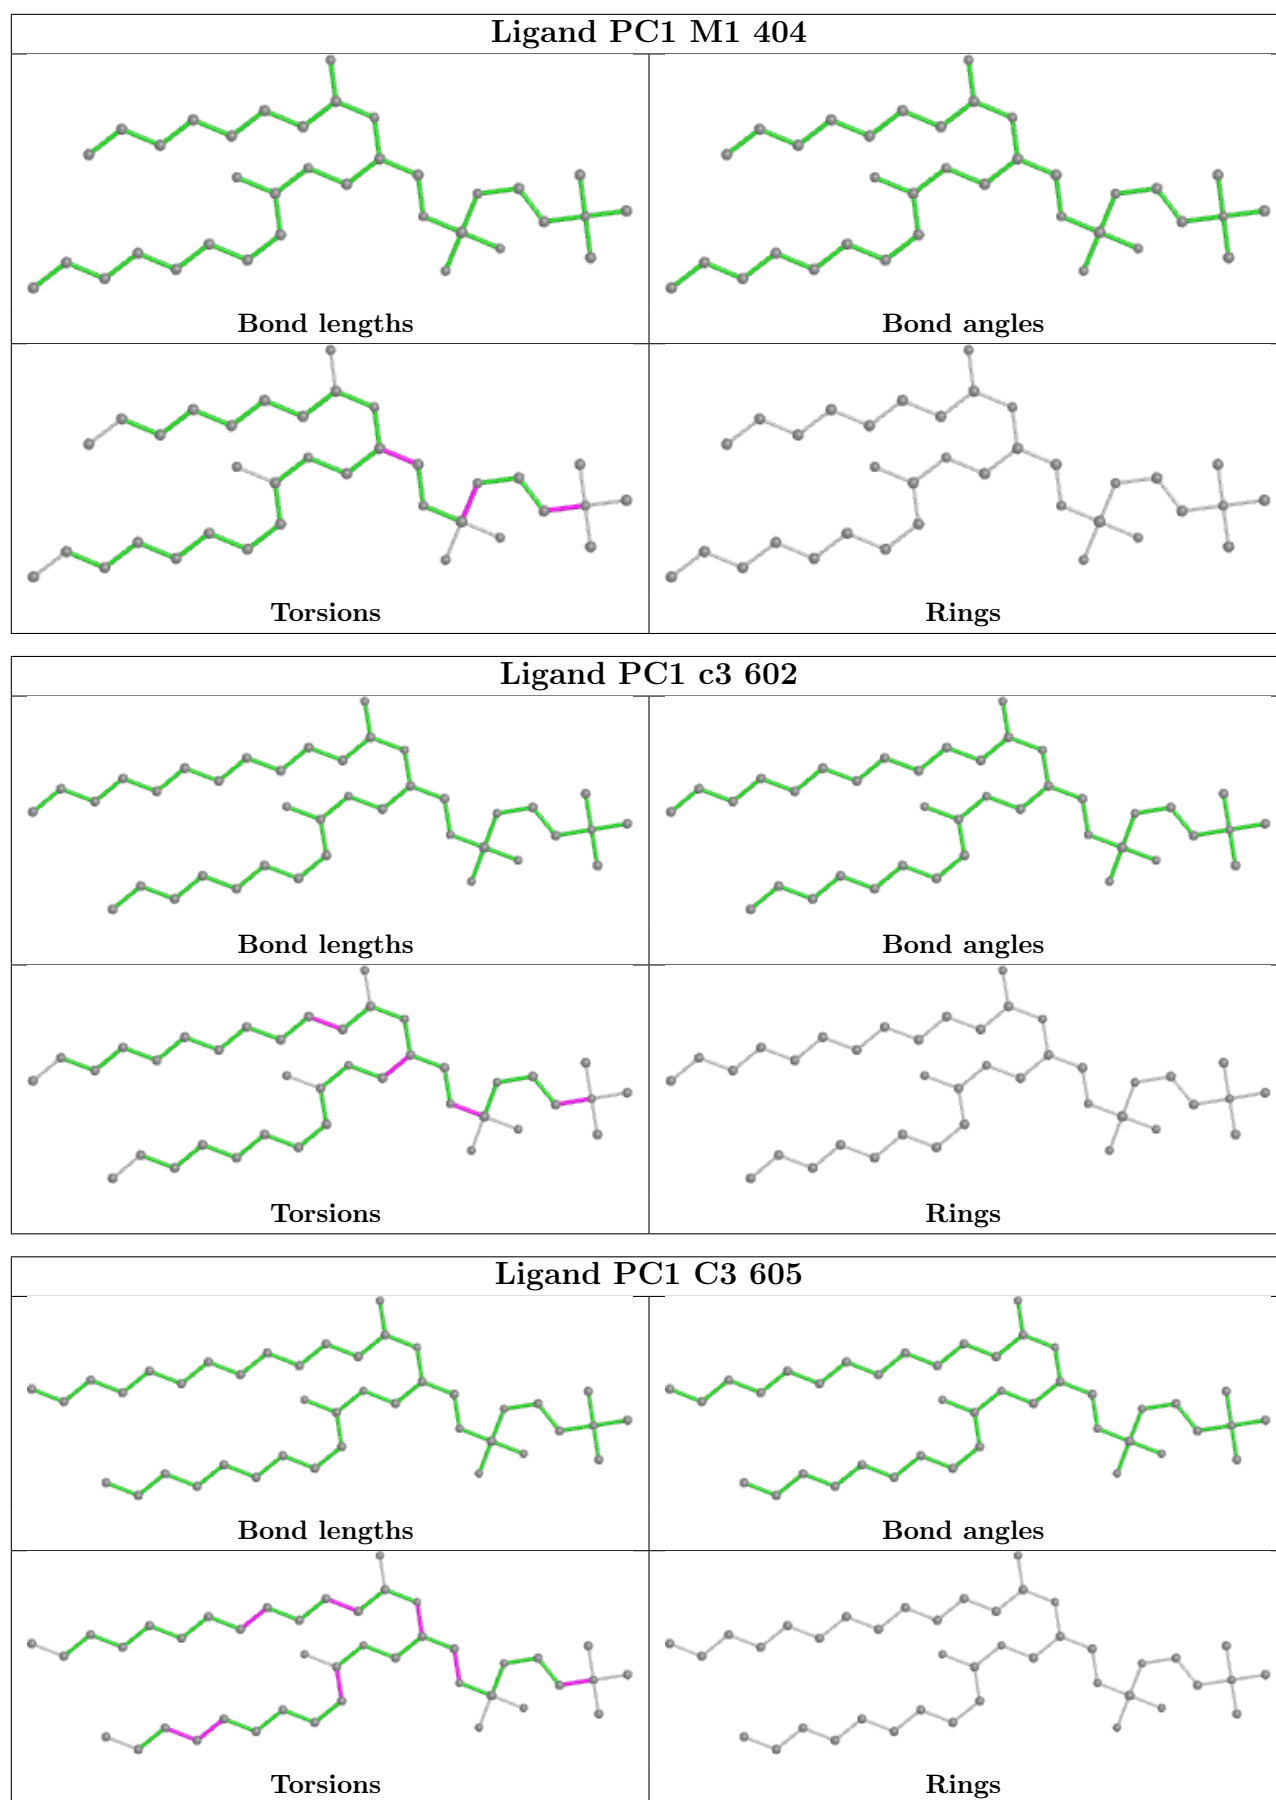 Ligand PC1 M1 404
Bond lengths
Bond angles
Torsions
Rings
Ligand PC1 c3 602
Bond lengths
Bond angles
Torsions
Rings
Ligand PC1 C3 605
Bond lengths
Bond angles
Torsions
Rings